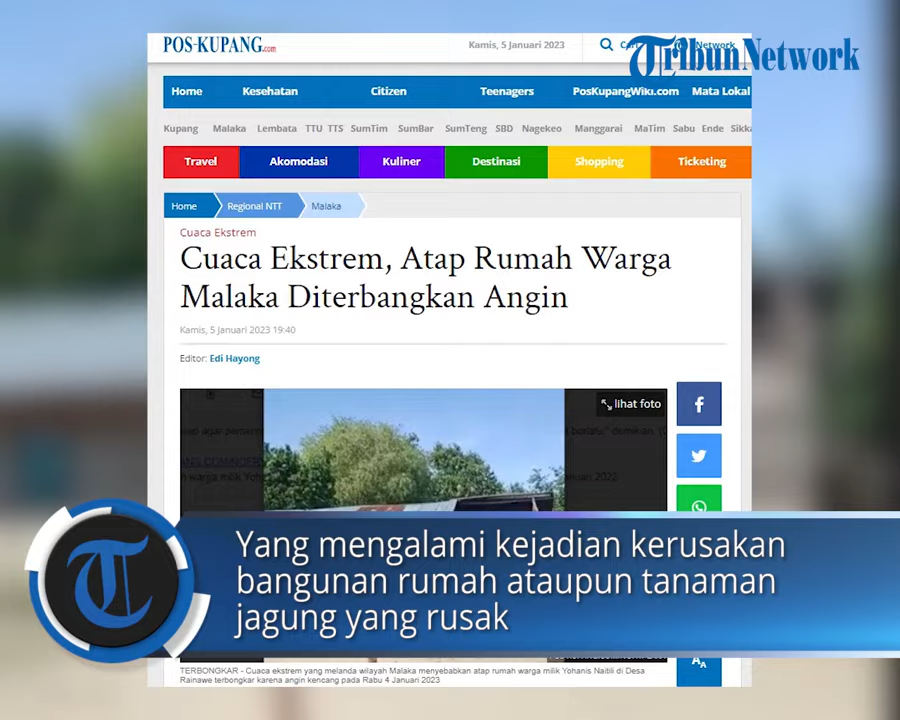 POS-KUPANG.com
Kamis, 5 Januari 2023
Tribun Network
Network
Home Kesehatan Citizen Teenagers PosKupangWiki.com Mata Lokal
Kupang Malaka Lembata TTU TTS SumTim SumBar SumTeng SBD Nagekeo Manggarai MaTim Sabu Ende Sikka
Travel Akomodasi Kuliner Destinasi Shopping Ticketing
Home Regional NTT Malaka
Cuaca Ekstrem
Cuaca Ekstrem, Atap Rumah Warga
Malaka Diterbangkan Angin
Kamis, 5 Januari 2023 19:40
Editor: Edi Hayong
lihat foto
Yang mengalami kejadian kerusakan
bangunan rumah ataupun tanaman
jagung yang rusak
TERBONGKAR - Cuaca ekstrem yang melanda wilayah Malaka menyebabkan atap rumah warga milik Yohanis Naitili di Desa
Rainawe terbongkar karena angin kencang pada Rabu 4 Januari 2023